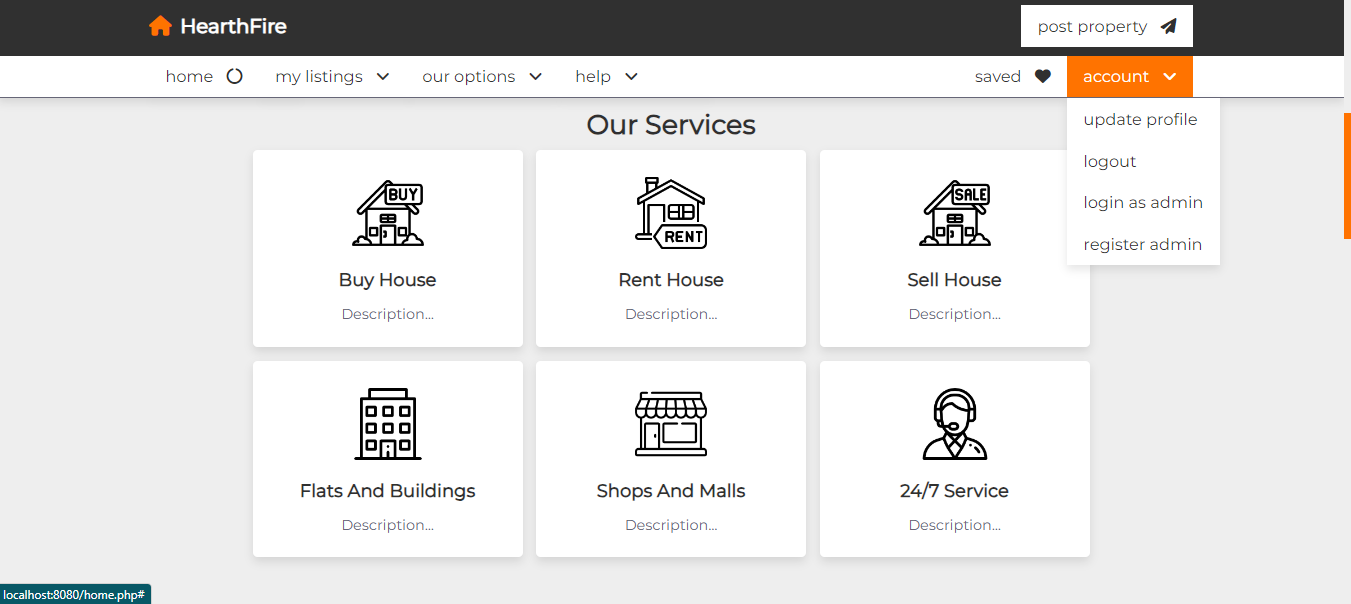 HearthFire
post property
home my listings our options help saved account
update profile
logout
login as admin
register admin
Our Services
BUY
RENT
SALE
Buy House
Rent House
Sell House
Description...
Description...
Description...
Flats And Buildings
Shops And Malls
24/7 Service
Description...
Description...
Description...
localhost:8080/home.php#